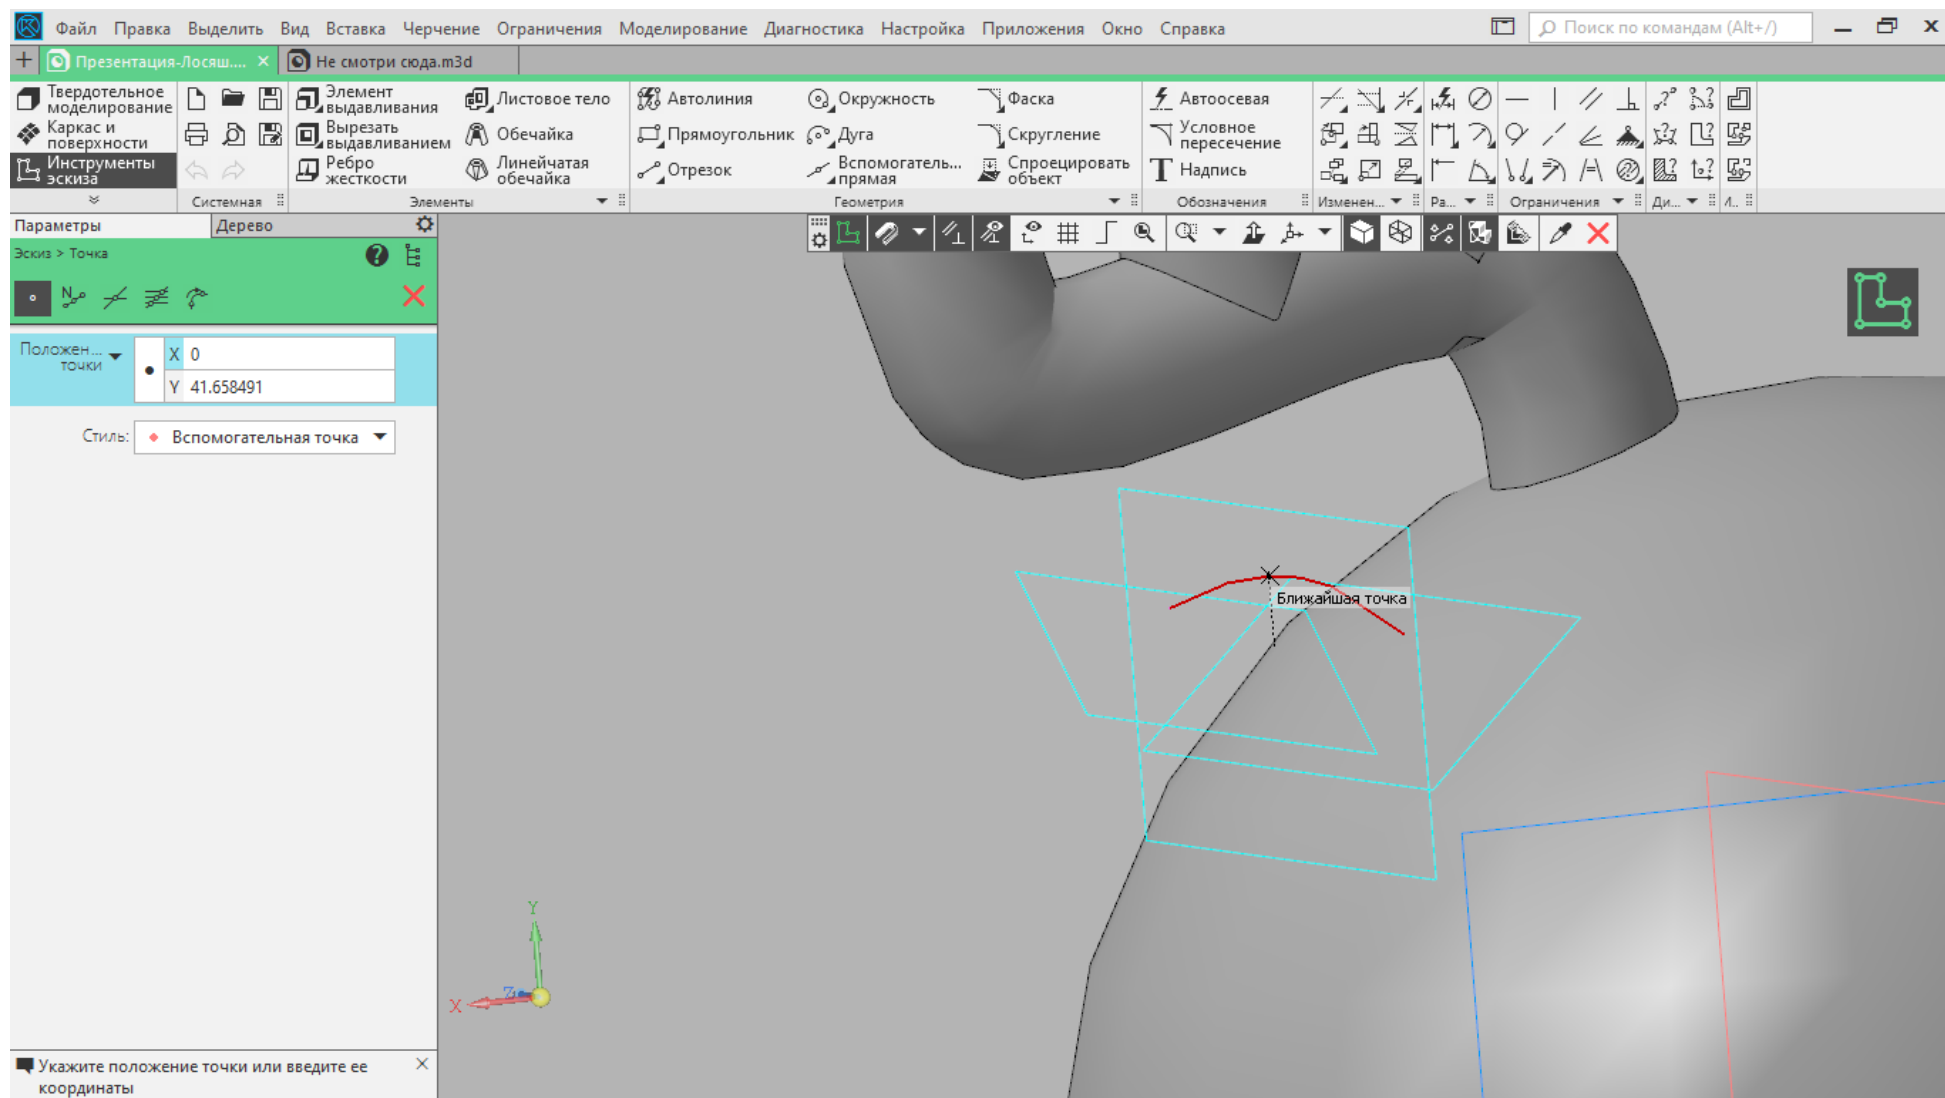 Файл Правка Выделить Вид Вставка Черчение Ограничения Моделирование Диагностика Настройка Приложения Окно Справка Поиск по командам (Alt+/)
Презентация-Лосяш.... Не смотри сюда.m3d
Твердотельное моделирование
Каркас и поверхности
Инструменты эскиза
Системная
Элемент выдавливания
Вырезать выдавливанием
Ребро жесткости
Листовое тело
Обечайка
Линейчатая обечайка
Элементы
Автолиния
Прямоугольник
Отрезок
Окружность
Дуга
Вспомогатель... прямая
Фаска
Скругление
Спроецировать объект
Геометрия
Автоосевая
Условное пересечение
Надпись
Обозначения
Изменен...
Ра...
Ограничения
Ди...
И..
Параметры
Дерево
Эскиз > Точка
Положен... точки
X 0
Y 41.658491
Стиль: Вспомогательная точка
Ближайшая точка
Y
Z
X
Укажите положение точки или введите ее
координаты